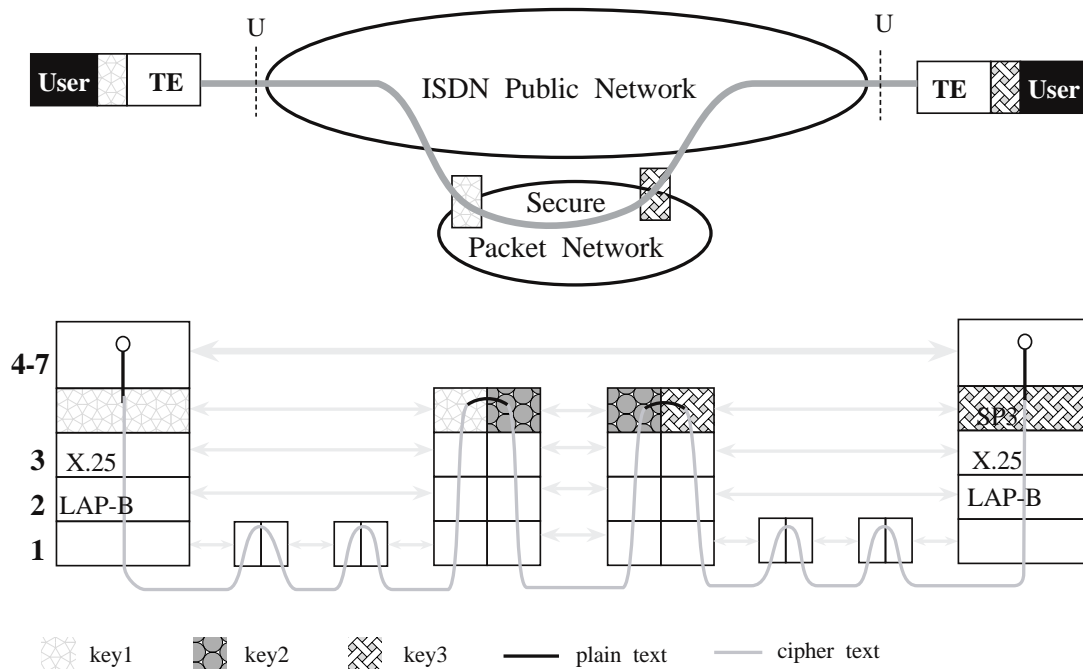 U
U
User
TE
ISDN Public Network
TE
User
Secure
Packet Network
4-7
SP3
3
X.25
X.25
2
LAP-B
LAP-B
1
key1
key2
key3
plain text
cipher text